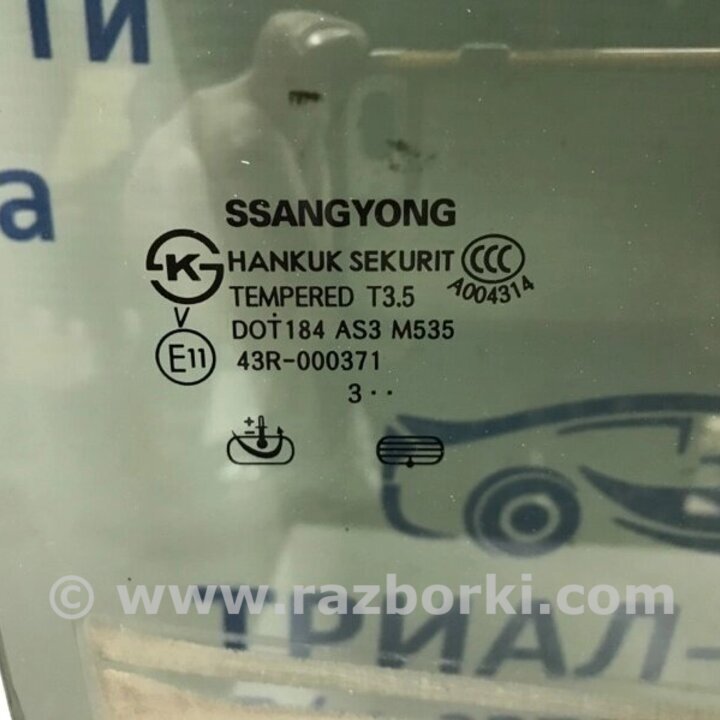 ТИ
а
SSANGYONG
K HANKUK SEKURIT CCC
TEMPERED T3.5 A004314
V DOT184 AS3 M535
E11 43R-000371
3 ··
+
−
© www.razborki.com
ТРИАЛ-